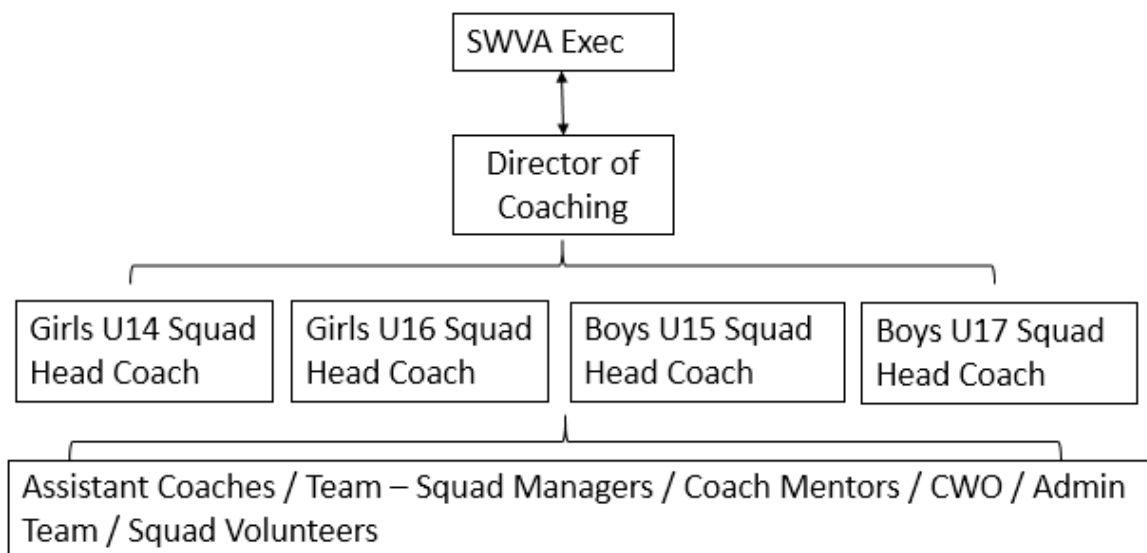 SWVA Exec
Director of
Coaching
Girls U14 Squad
Head Coach
Girls U16 Squad
Head Coach
Boys U15 Squad
Head Coach
Boys U17 Squad
Head Coach
Assistant Coaches / Team – Squad Managers / Coach Mentors / CWO / Admin
Team / Squad Volunteers